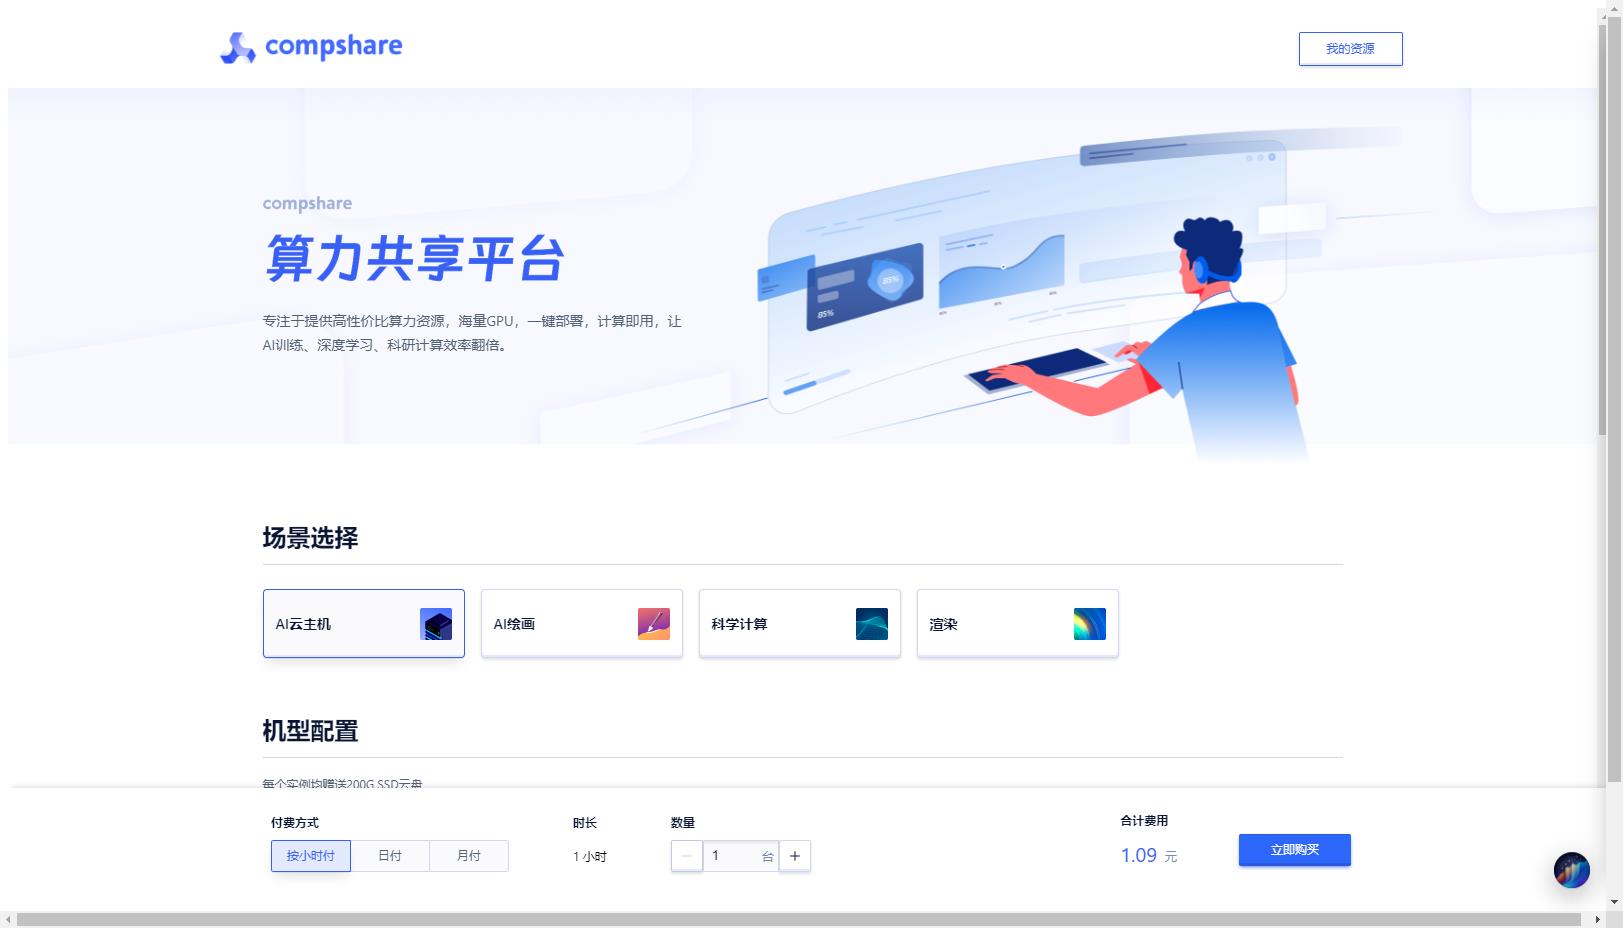 compshare
我的资源
compshare
算力共享平台
专注于提供高性价比算力资源，海量GPU，一键部署，计算即用，让
AI训练、深度学习、科研计算效率翻倍。
85%
85%
场景选择
AI云主机
AI绘画
科学计算
渲染
机型配置
每个实例均赠送200G SSD云盘
付费方式
时长
数量
合计费用
按小时付
日付
月付
1 小时
1 台
1.09 元
立即购买